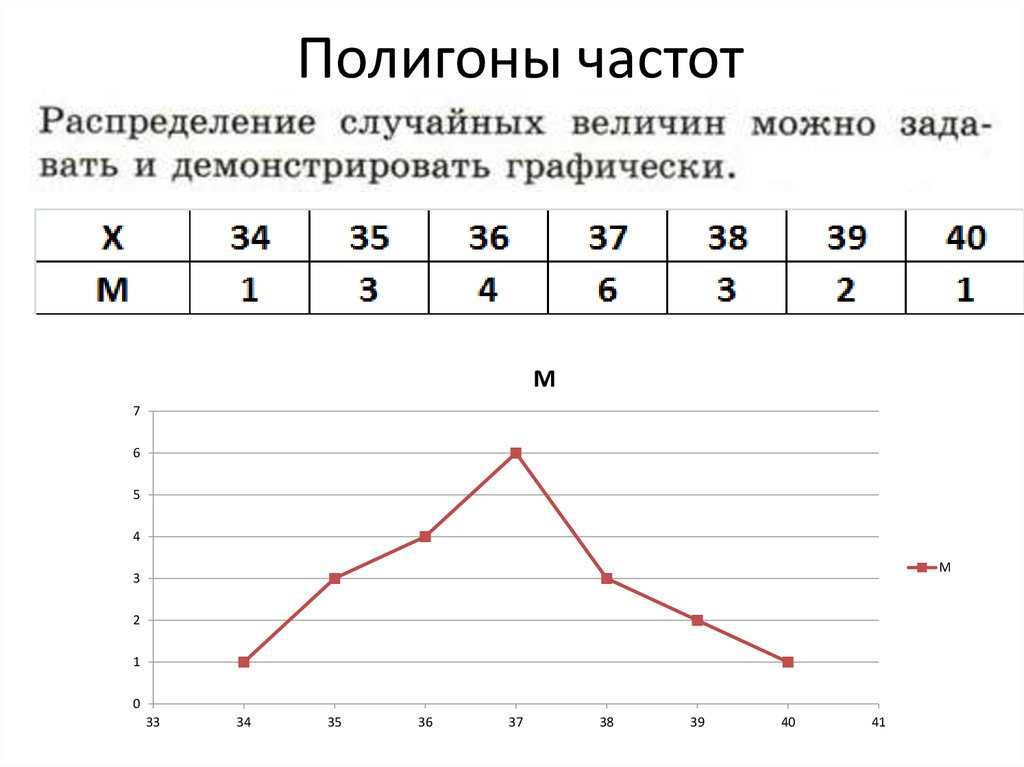 Полигоны частот
Распределение случайных величин можно зада-
вать и демонстрировать графически.
X 34 35 36 37 38 39 40
M 1 3 4 6 3 2 1
M
7
6
5
4
3
2
1
0
33 34 35 36 37 38 39 40 41
M